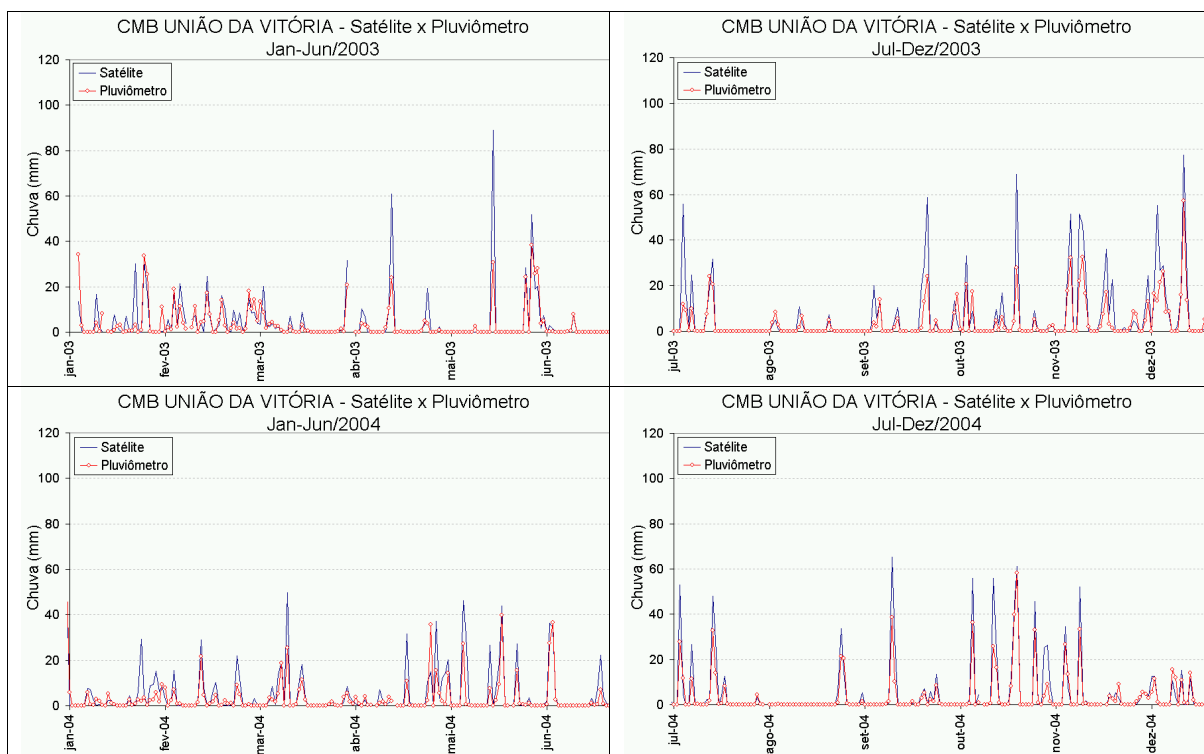 CMB UNIÃO DA VITÓRIA - Satélite x Pluviômetro
Jan-Jun/2003
120
100
80
60
40
20
0
Chuva (mm)
Satélite
Pluviômetro
jan-03
fev-03
mar-03
abr-03
mai-03
jun-03
CMB UNIÃO DA VITÓRIA - Satélite x Pluviômetro
Jul-Dez/2003
120
100
80
60
40
20
0
Chuva (mm)
Satélite
Pluviômetro
jul-03
ago-03
set-03
out-03
nov-03
dez-03
CMB UNIÃO DA VITÓRIA - Satélite x Pluviômetro
Jan-Jun/2004
120
100
80
60
40
20
0
Chuva (mm)
Satélite
Pluviômetro
jan-04
fev-04
mar-04
abr-04
mai-04
jun-04
CMB UNIÃO DA VITÓRIA - Satélite x Pluviômetro
Jul-Dez/2004
120
100
80
60
40
20
0
Chuva (mm)
Satélite
Pluviômetro
jul-04
ago-04
set-04
out-04
nov-04
dez-04